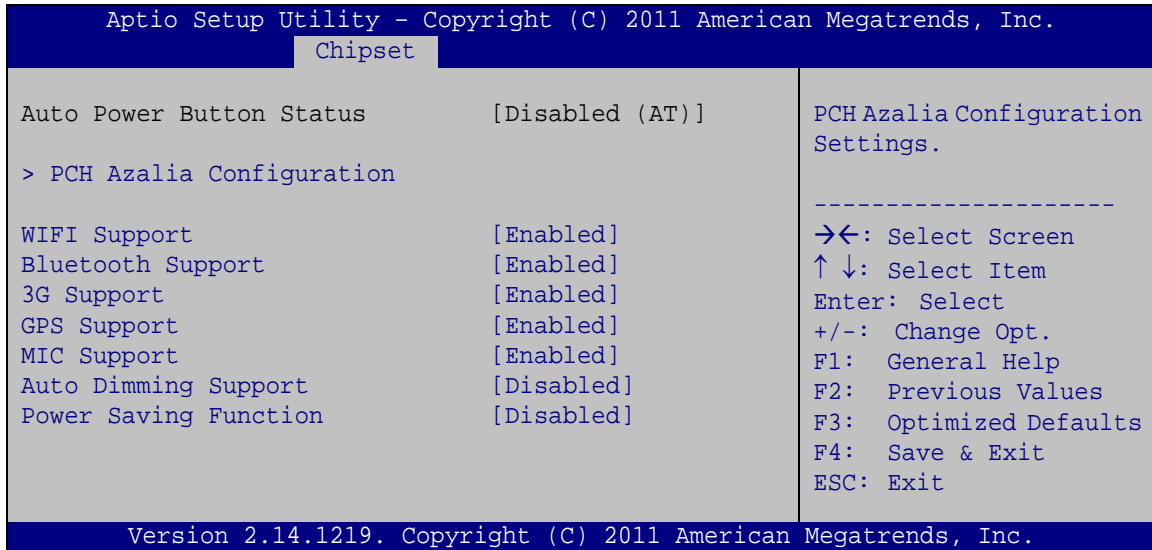 Aptio Setup Utility – Copyright (C) 2011 American Megatrends, Inc.
Chipset
Auto Power Button Status [Disabled (AT)]
> PCH Azalia Configuration
WIFI Support [Enabled]
Bluetooth Support [Enabled]
3G Support [Enabled]
GPS Support [Enabled]
MIC Support [Enabled]
Auto Dimming Support [Disabled]
Power Saving Function [Disabled]
PCH Azalia Configuration
Settings.
---------------------
→←: Select Screen
↑ ↓: Select Item
Enter: Select
+/-: Change Opt.
F1: General Help
F2: Previous Values
F3: Optimized Defaults
F4: Save & Exit
ESC: Exit
Version 2.14.1219. Copyright (C) 2011 American Megatrends, Inc.